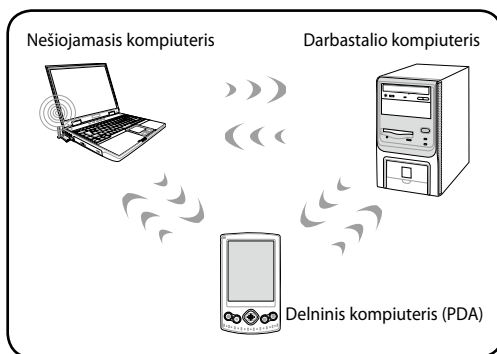 Nešiojamasis kompiuteris
Darbastalio kompiuteris
Delninis kompiuteris (PDA)